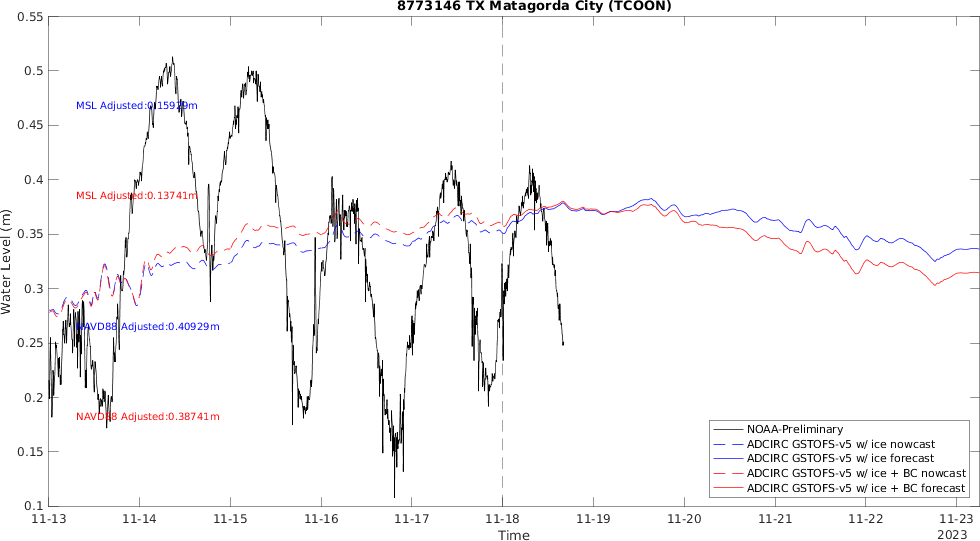 8773146 TX Matagorda City (TCOON)
0.55
0.5
0.45
0.4
0.35
0.3
0.25
0.2
0.15
0.1
Water Level (m)
MSL Adjusted:0.15929m
MSL Adjusted:0.13741m
NAVD88 Adjusted:0.40929m
NAVD88 Adjusted:0.38741m
NOAA-Preliminary
ADCIRC GSTOFS-v5 w/ ice nowcast
ADCIRC GSTOFS-v5 w/ ice forecast
ADCIRC GSTOFS-v5 w/ ice + BC nowcast
ADCIRC GSTOFS-v5 w/ ice + BC forecast
11-13 11-14 11-15 11-16 11-17 11-18 11-19 11-20 11-21 11-22 11-23
Time
2023